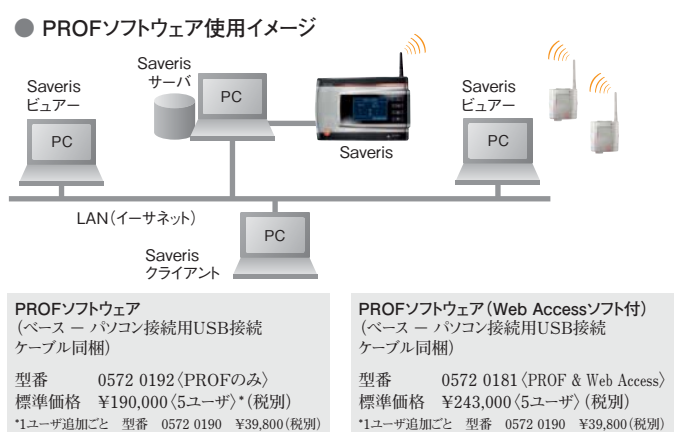 ● PROFソフトウェア使用イメージ
Saveris
ビュアー
PC
Saveris
サーバ
PC
Saveris
Saveris
ビュアー
PC
LAN(イーサネット)
Saveris
クライアント
PC
PROFソフトウェア
(ベース − パソコン接続用USB接続
ケーブル同梱)
型番 0572 0192〈PROFのみ〉
標準価格 ¥190,000〈5ユーザ〉*(税別)
*1ユーザ追加ごと 型番 0572 0190 ¥39,800(税別)
PROFソフトウェア(Web Accessソフト付)
(ベース − パソコン接続用USB接続
ケーブル同梱)
型番 0572 0181〈PROF & Web Access〉
標準価格 ¥243,000〈5ユーザ〉(税別)
*1ユーザ追加ごと 型番 0572 0190 ¥39,800(税別)